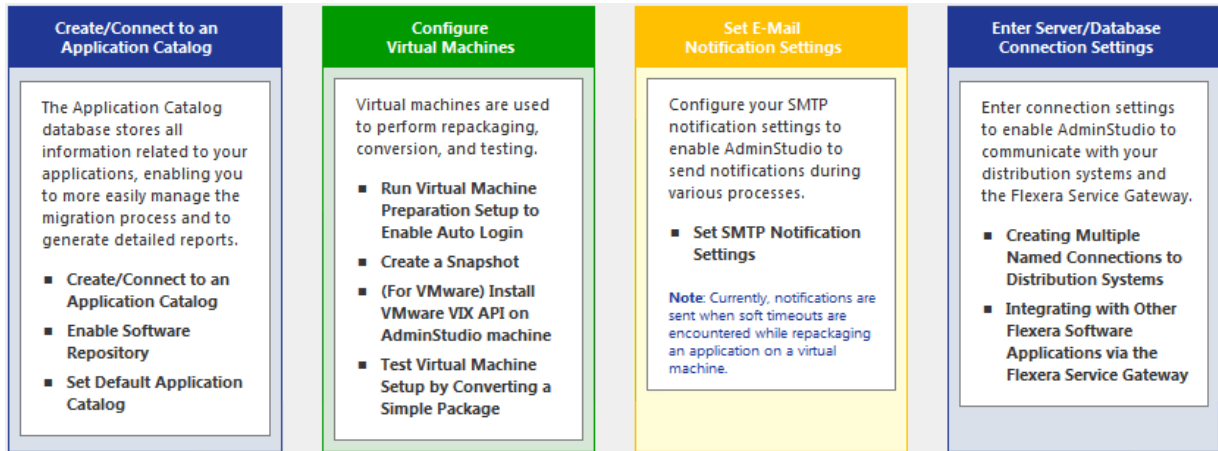 Create/Connect to an
Application Catalog
The Application Catalog
database stores all
information related to your
applications, enabling you
to more easily manage the
migration process and to
generate detailed reports.
■ Create/Connect to an
Application Catalog
■ Enable Software
Repository
■ Set Default Application
Catalog
Configure
Virtual Machines
Virtual machines are used
to perform repackaging,
conversion, and testing.
■ Run Virtual Machine
Preparation Setup to
Enable Auto Login
■ Create a Snapshot
■ (For VMware) Install
VMware VIX API on
AdminStudio machine
■ Test Virtual Machine
Setup by Converting a
Simple Package
Set E-Mail
Notification Settings
Configure your SMTP
notification settings to
enable AdminStudio to
send notifications during
various processes.
■ Set SMTP Notification
Settings
Note: Currently, notifications are
sent when soft timeouts are
encountered while repackaging
an application on a virtual
machine.
Enter Server/Database
Connection Settings
Enter connection settings
to enable AdminStudio to
communicate with your
distribution systems and
the Flexera Service Gateway.
■ Creating Multiple
Named Connections to
Distribution Systems
■ Integrating with Other
Flexera Software
Applications via the
Flexera Service Gateway